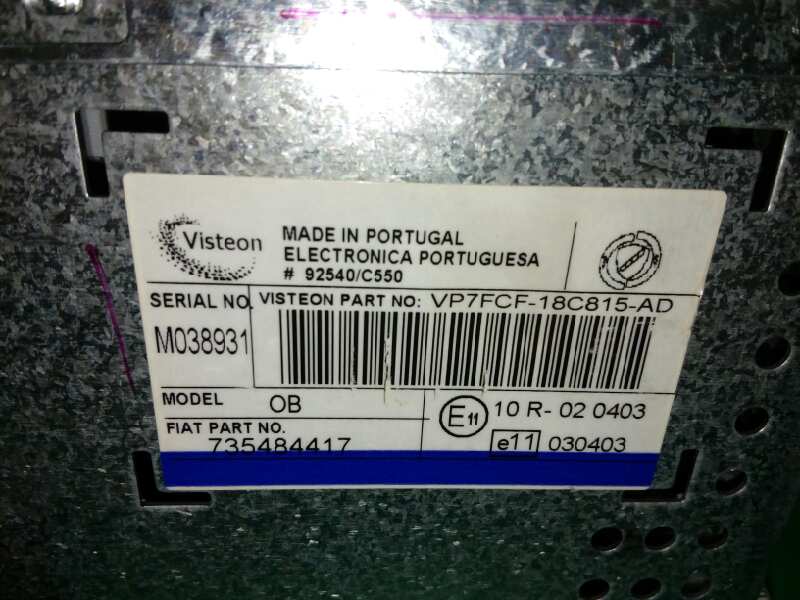 Visteon
MADE IN PORTUGAL
ELECTRONICA PORTUGUESA
# 92540/C550
SERIAL NO.
M038931
VISTEON PART NO: VP7FCF-18C815-AD
MODEL OB
FIAT PART NO.
735484417
E11 10 R- 02 0403
e11 030403